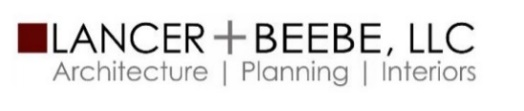 LANCER + BEEBE, LLC
Architecture | Planning | Interiors